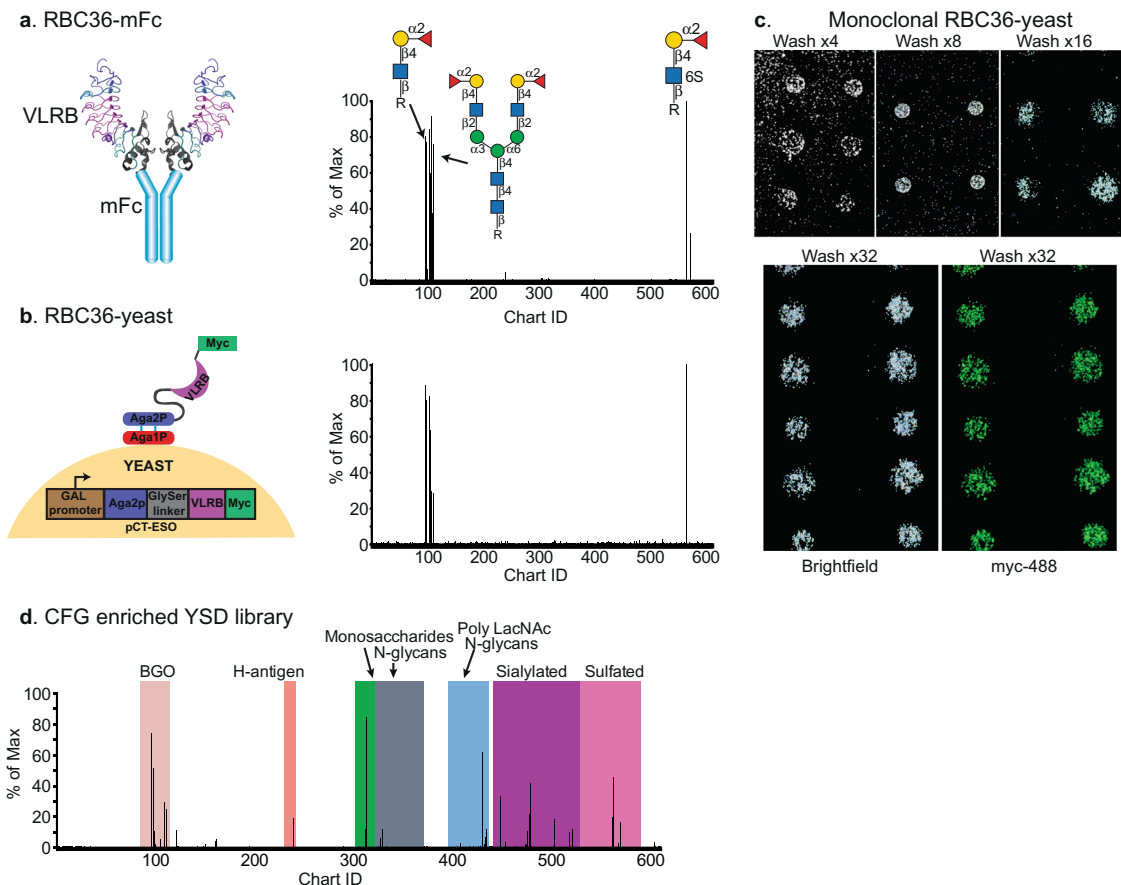 a. RBC36-mFc
VLRB
mFc
α2
β4
β
R
α2
α2
β4
β4
β2
β2
α3
α6
β4
β4
β
R
α2
β4
6S
β
R
% of Max
100
80
60
40
20
0
100 200 300 400 500 600
Chart ID
b. RBC36-yeast
Myc
VLRB
Aga2P
Aga1P
YEAST
GAL promoter
Aga2p
GlySer linker
VLRB
Myc
pCT-ESO
% of Max
100
80
60
40
20
0
100 200 300 400 500 600
Chart ID
c. Monoclonal RBC36-yeast
Wash x4
Wash x8
Wash x16
Wash x32
Wash x32
Brightfield
myc-488
d. CFG enriched YSD library
BGO
H-antigen
Monosaccharides
N-glycans
Poly LacNAc
N-glycans
Sialylated
Sulfated
% of Max
100
80
60
40
20
0
100 200 300 400 500 600
Chart ID